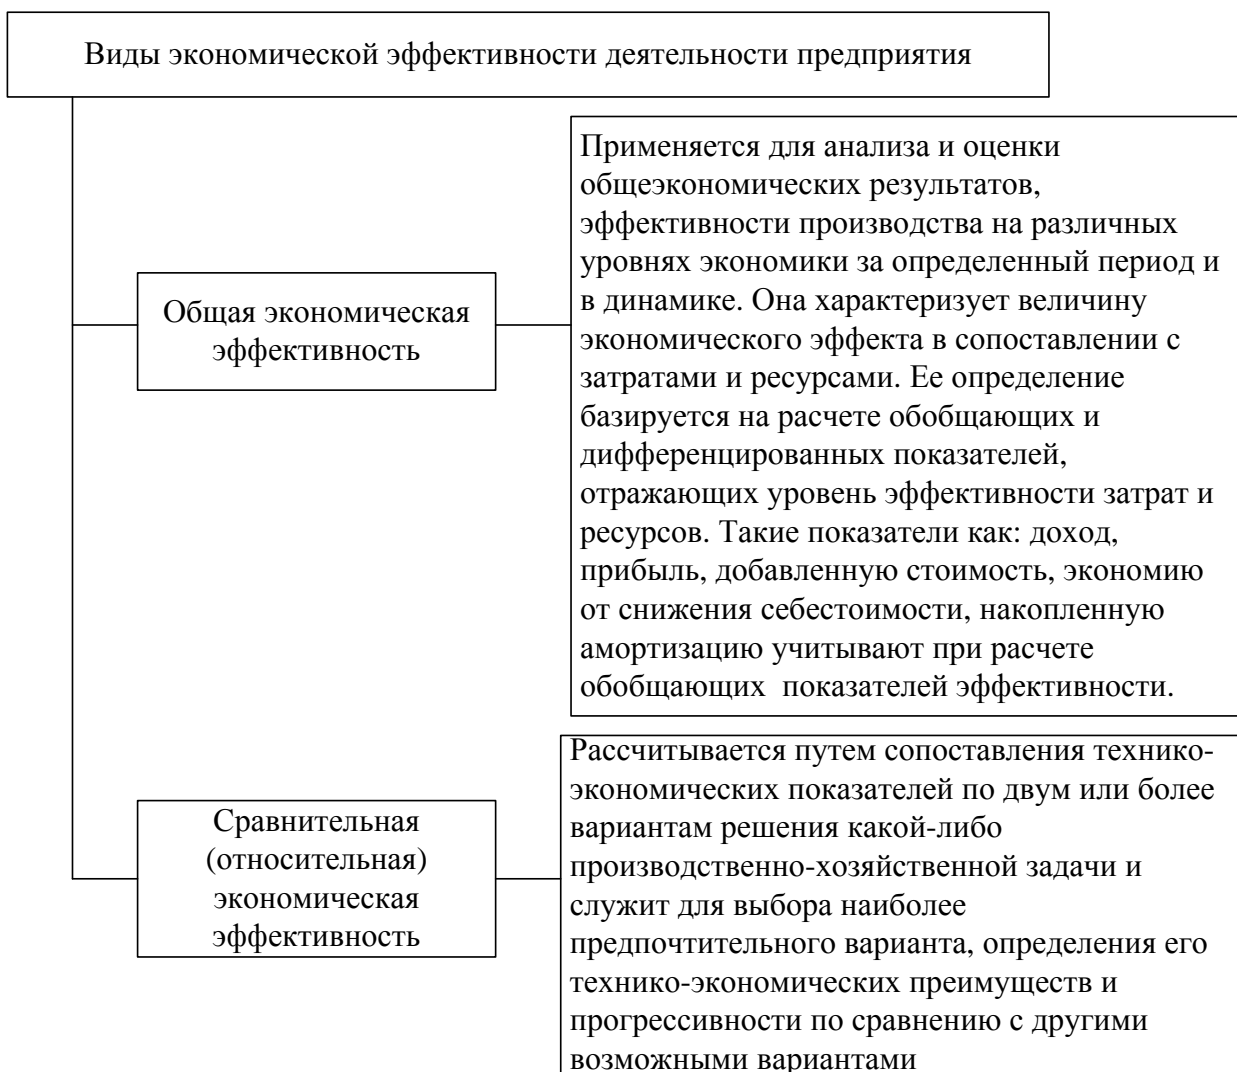 Виды экономической эффективности деятельности предприятия
Общая экономическая
эффективность
Применяется для анализа и оценки
общеэкономических результатов,
эффективности производства на различных
уровнях экономики за определенный период и
в динамике. Она характеризует величину
экономического эффекта в сопоставлении с
затратами и ресурсами. Ее определение
базируется на расчете обобщающих и
дифференцированных показателей,
отражающих уровень эффективности затрат и
ресурсов. Такие показатели как: доход,
прибыль, добавленную стоимость, экономию
от снижения себестоимости, накопленную
амортизацию учитывают при расчете
обобщающих  показателей эффективности.
Сравнительная
(относительная)
экономическая
эффективность
Рассчитывается путем сопоставления технико-
экономических показателей по двум или более
вариантам решения какой-либо
производственно-хозяйственной задачи и
служит для выбора наиболее
предпочтительного варианта, определения его
технико-экономических преимуществ и
прогрессивности по сравнению с другими
возможными вариантами